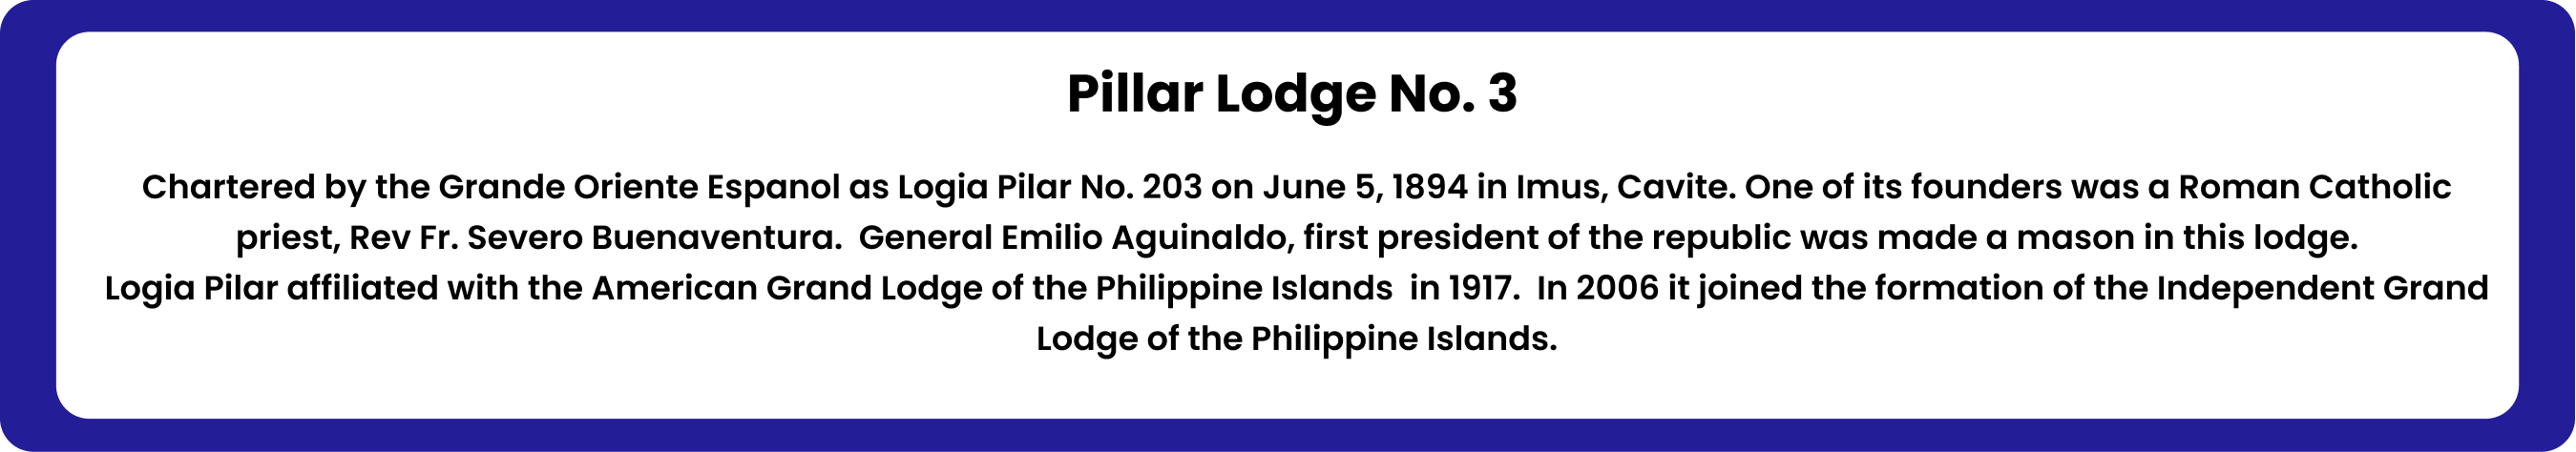 Pillar Lodge No. 3
Chartered by the Grande Oriente Espanol as Logia Pilar No. 203 on June 5, 1894 in Imus, Cavite. One of its founders was a Roman Catholic
priest, Rev Fr. Severo Buenaventura.  General Emilio Aguinaldo, first president of the republic was made a mason in this lodge.
Logia Pilar affiliated with the American Grand Lodge of the Philippine Islands  in 1917.  In 2006 it joined the formation of the Independent Grand
Lodge of the Philippine Islands.